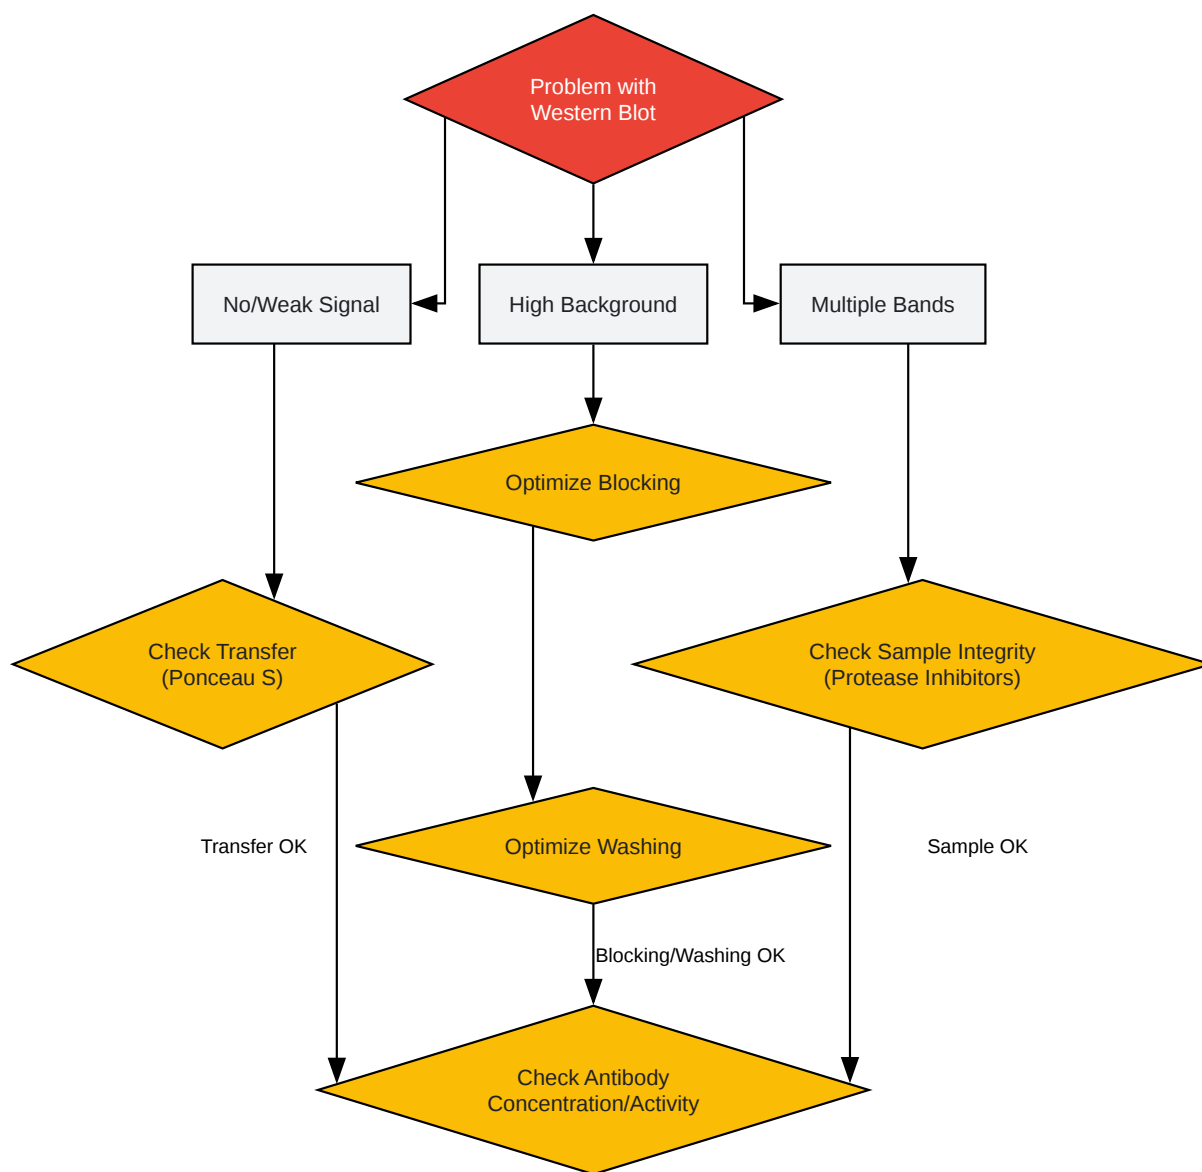 Problem with
Western Blot
No/Weak Signal
High Background
Multiple Bands
Optimize Blocking
Check Transfer
(Ponceau S)
Check Sample Integrity
(Protease Inhibitors)
Transfer OK
Optimize Washing
Sample OK
Blocking/Washing OK
Check Antibody
Concentration/Activity